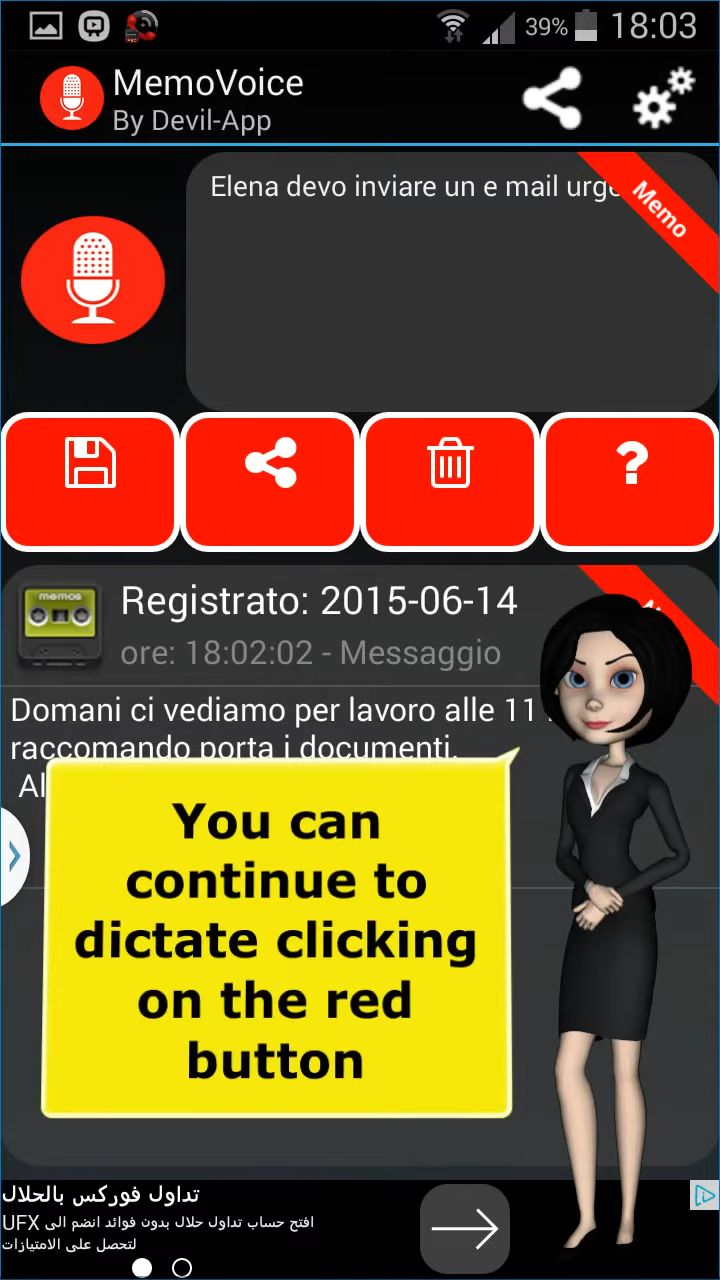 39% 18:03
MemoVoice
By Devil-App
Elena devo inviare un e mail
Memo
?
memos
Registrato: 2015-06-14
ore: 18:02:02 - Messaggio
Domani ci vediamo per lavoro alle 11
raccomando porta i documenti.
You can
continue to
dictate clicking
on the red
button
تداول فوركس بالحلال
افتح حساب تداول حلال بدون فوائد انضم الى UFX
لتحصل على الامتيازات